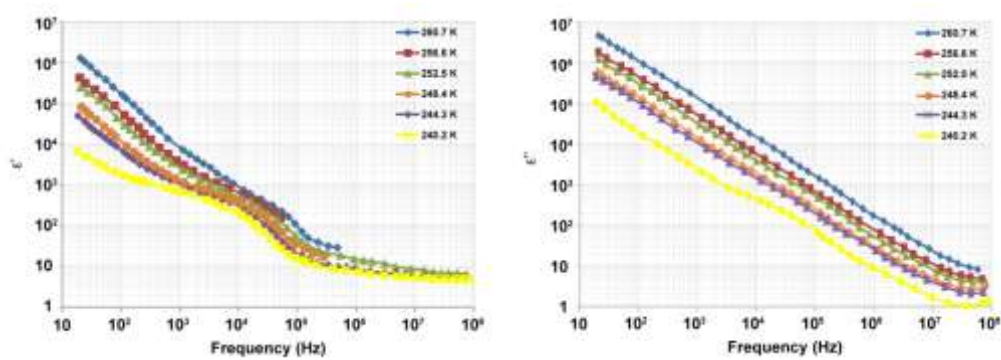 10⁷
10⁶
10⁵
10⁴
10³
10²
10
1
ε'
10
10²
10³
10⁴
10⁵
10⁶
10⁷
10⁸
Frequency (Hz)
260.7 K
256.6 K
252.5 K
248.4 K
244.3 K
240.2 K
10⁷
10⁶
10⁵
10⁴
10³
10²
10
1
ε''
10
10²
10³
10⁴
10⁵
10⁶
10⁷
10⁸
Frequency (Hz)
260.7 K
256.6 K
248.4 K
244.3 K
240.2 K